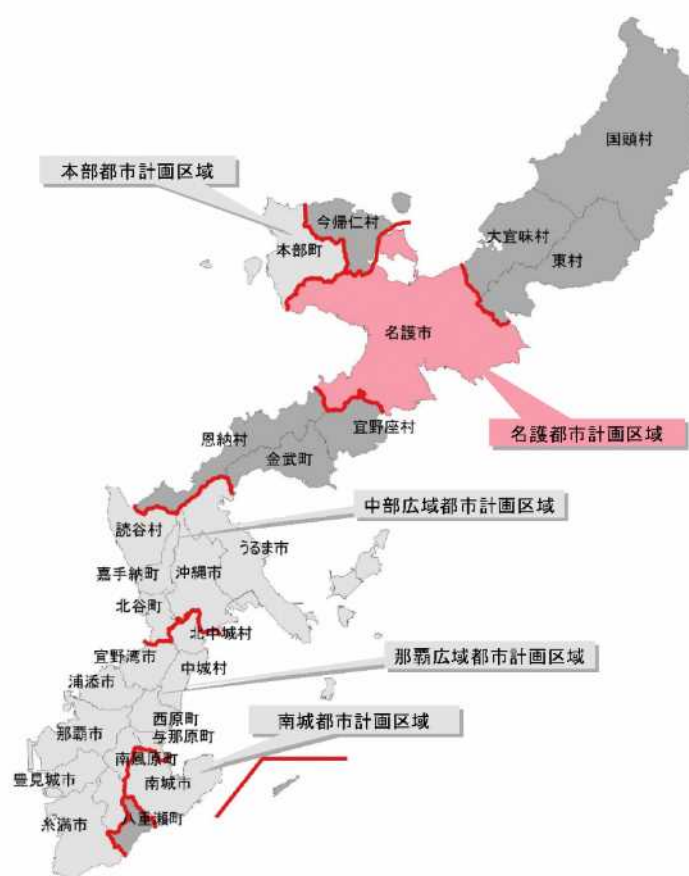 国頭村
本部都市計画区域
今帰仁村
大宜味村
本部町
東村
名護市
宜野座村
恩納村
名護都市計画区域
金武町
中部広域都市計画区域
読谷村
うるま市
嘉手納町
沖縄市
北谷町
北中城村
宜野湾市
那覇広域都市計画区域
中城村
浦添市
西原町
南城都市計画区域
那覇市
与那原町
南風原町
豊見城市
南城市
八重瀬町
糸満市